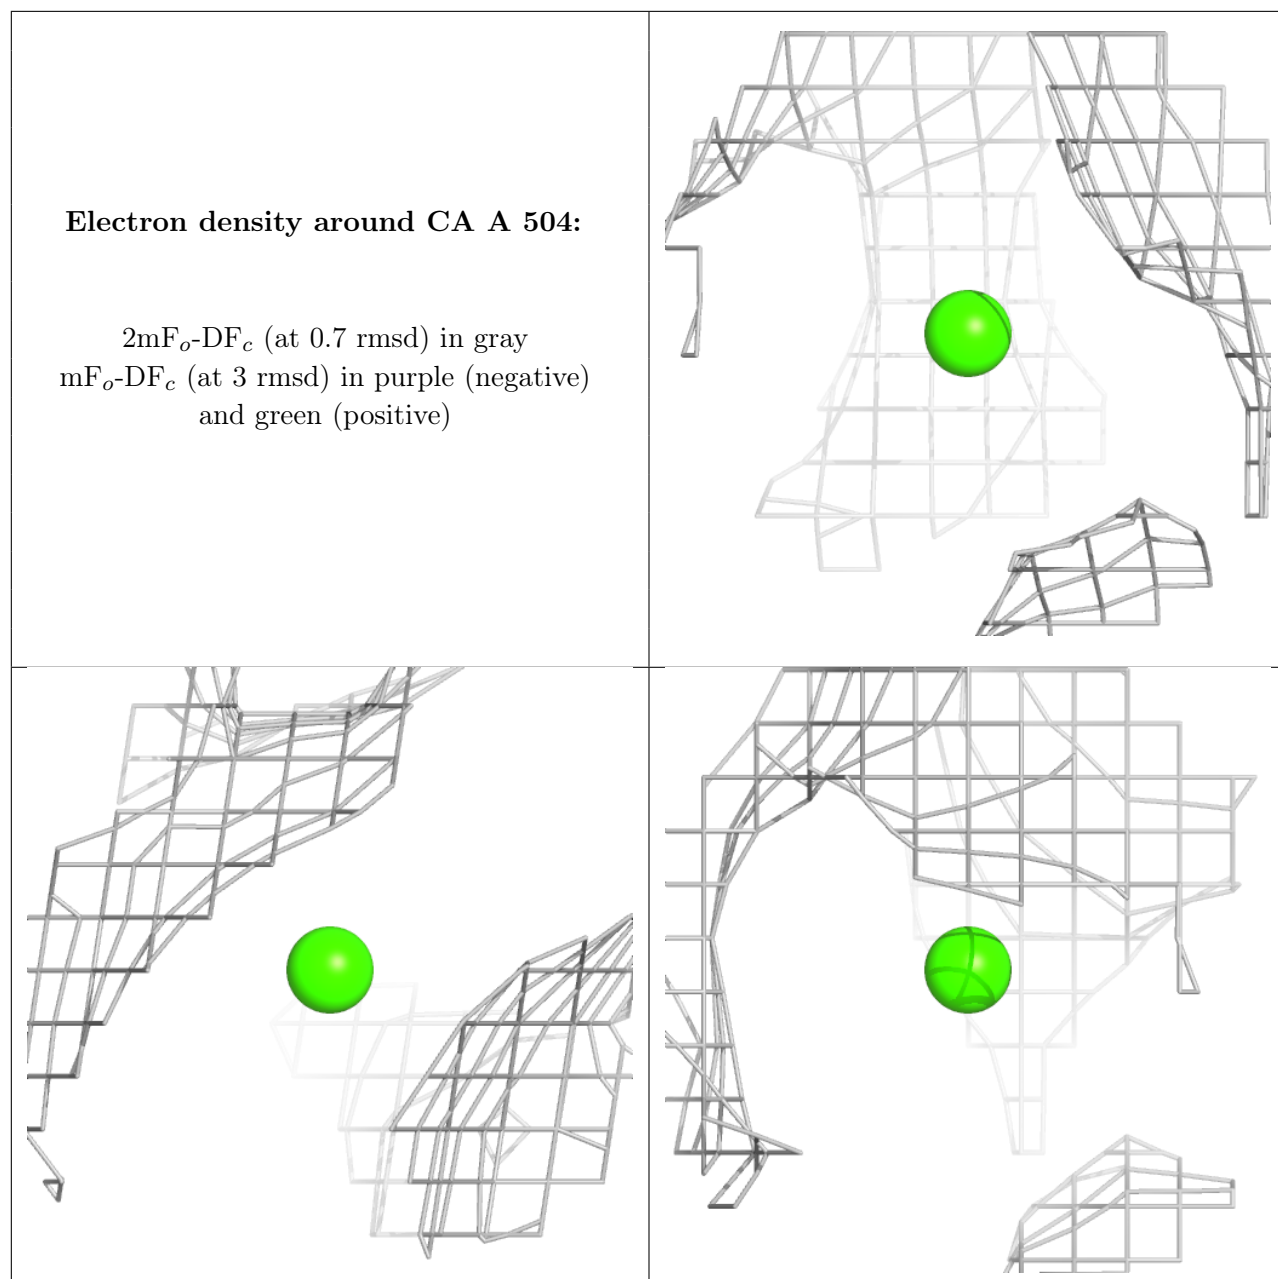 Electron density around CA A 504:
2mFo-DFc (at 0.7 rmsd) in gray
mFo-DFc (at 3 rmsd) in purple (negative)
and green (positive)